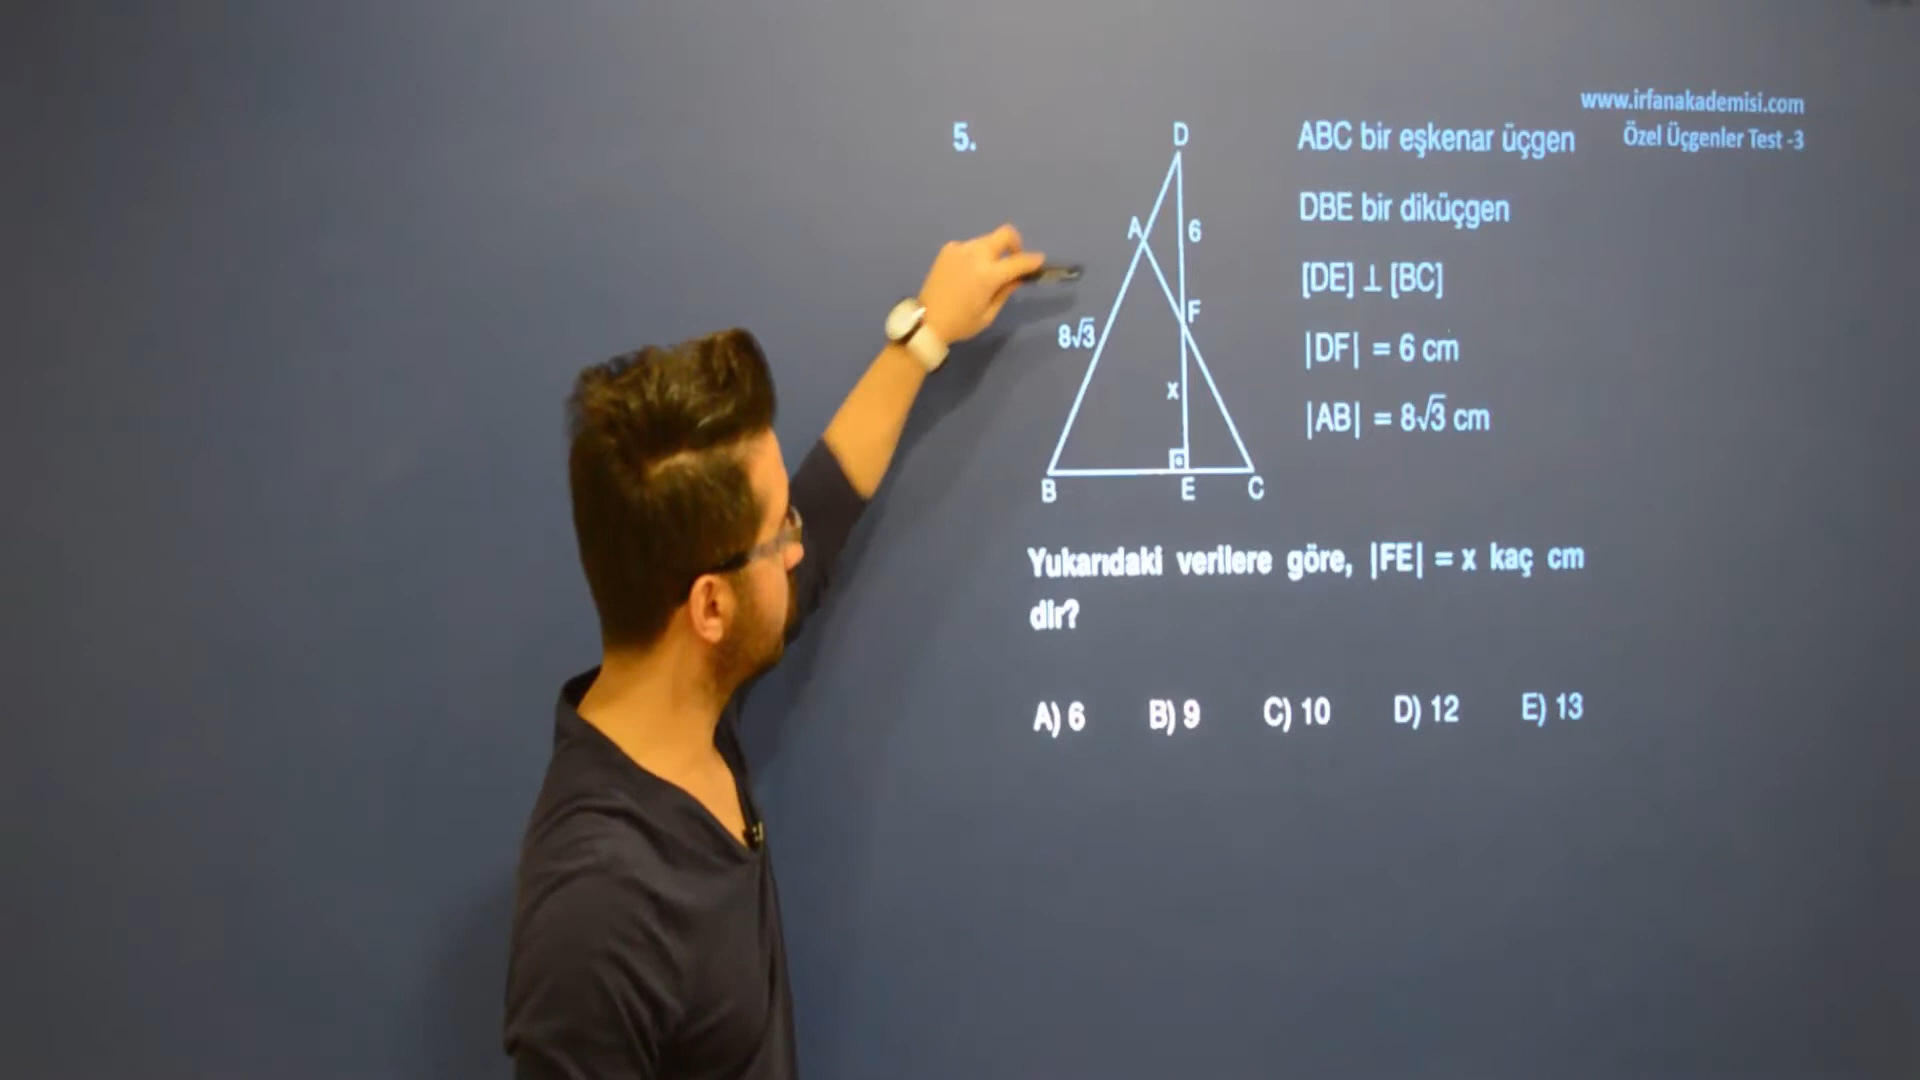 www.irfanakademisi.com
Özel Üçgenler Test -3
5.
D
A
6
F
8√3
x
B
E
C
ABC bir eşkenar üçgen
DBE bir diküçgen
[DE] ⊥ [BC]
|DF| = 6 cm
|AB| = 8√3 cm
Yukarıdaki verilere göre, |FE| = x kaç cm
dir?
A) 6 B) 9 C) 10 D) 12 E) 13